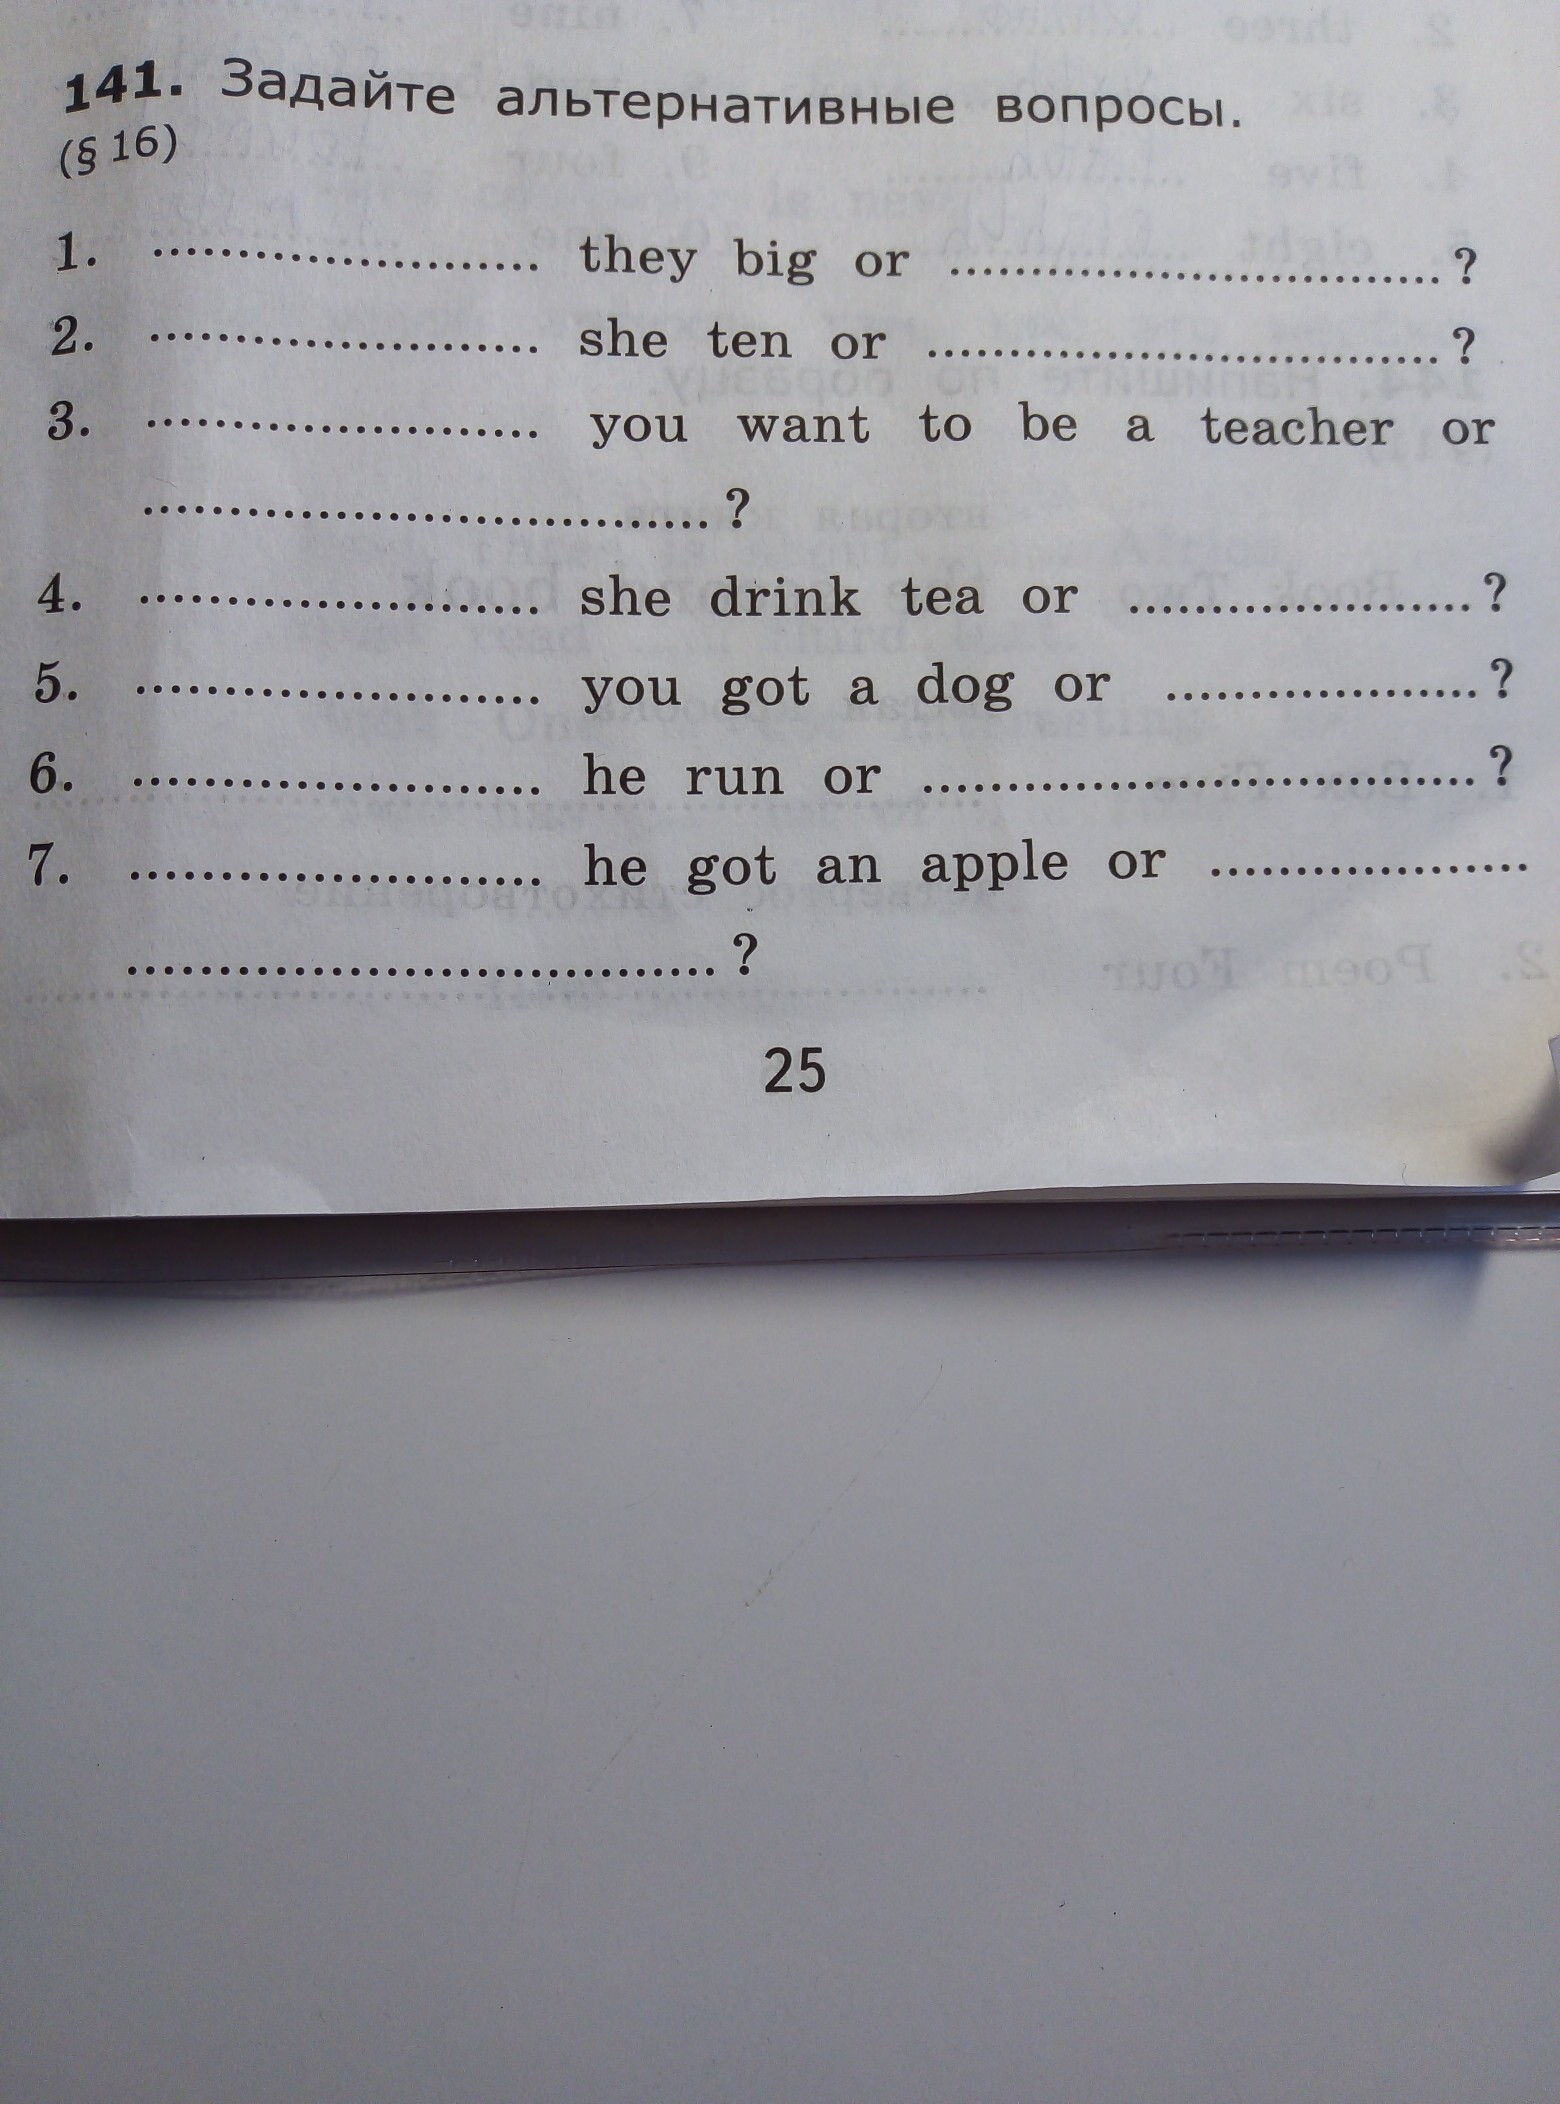 141. Задайте альтернативные вопросы.
(§ 16)
1. ........................ they big or ................................?
2. ........................ she ten or ................................?
3. ........................ you want to be a teacher or
..................................?
4. ........................ she drink tea or ......................?
5. ........................ you got a dog or ....................?
6. ........................ he run or ..................................?
7. ........................ he got an apple or ....................
..................................?
25